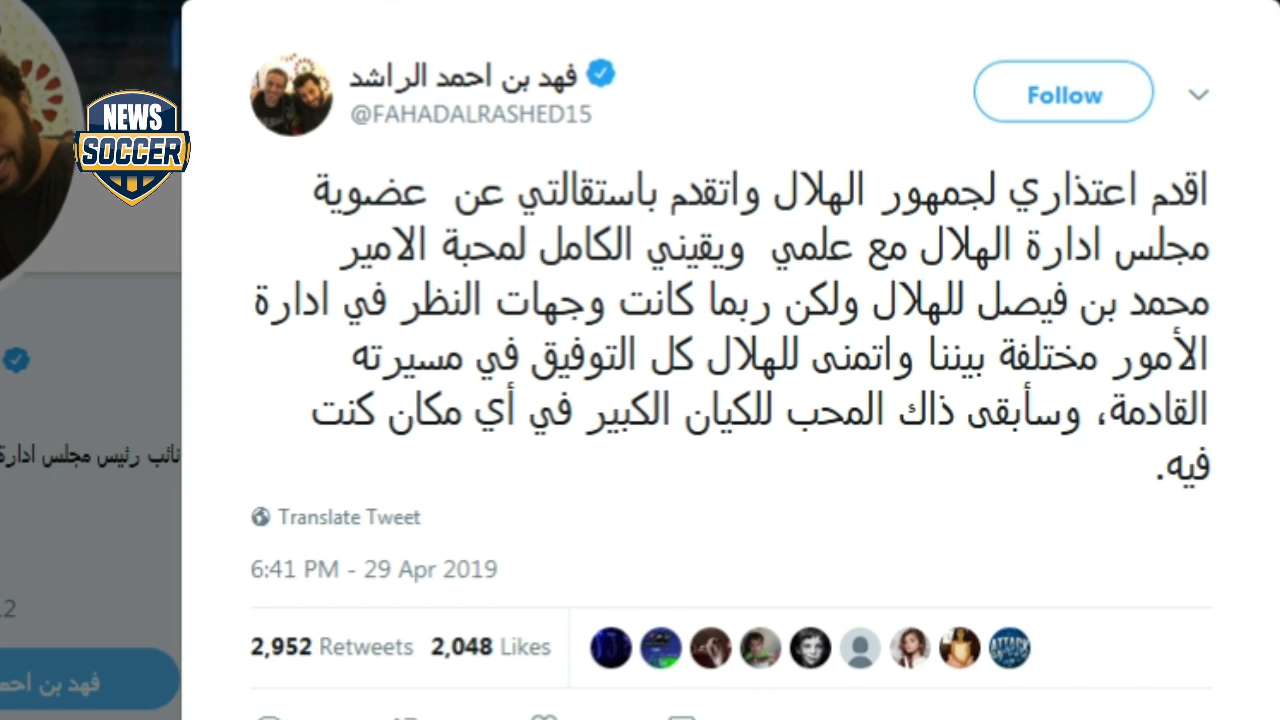 NEWS
SOCCER
فهد بن احمد الراشد
@FAHADALRASHED15
Follow
اقدم اعتذاري لجمهور الهلال واتقدم باستقالتي عن عضوية
مجلس ادارة الهلال مع علمي ويقيني الكامل لمحبة الامير
محمد بن فيصل للهلال ولكن ربما كانت وجهات النظر في ادارة
الأمور مختلفة بيننا واتمنى للهلال كل التوفيق في مسيرته
القادمة، وسأبقى ذاك المحب للكيان الكبير في أي مكان كنت
فيه.
Translate Tweet
6:41 PM - 29 Apr 2019
2,952 Retweets 2,048 Likes
نائب رئيس مجلس ادارة
فهد بن احمد